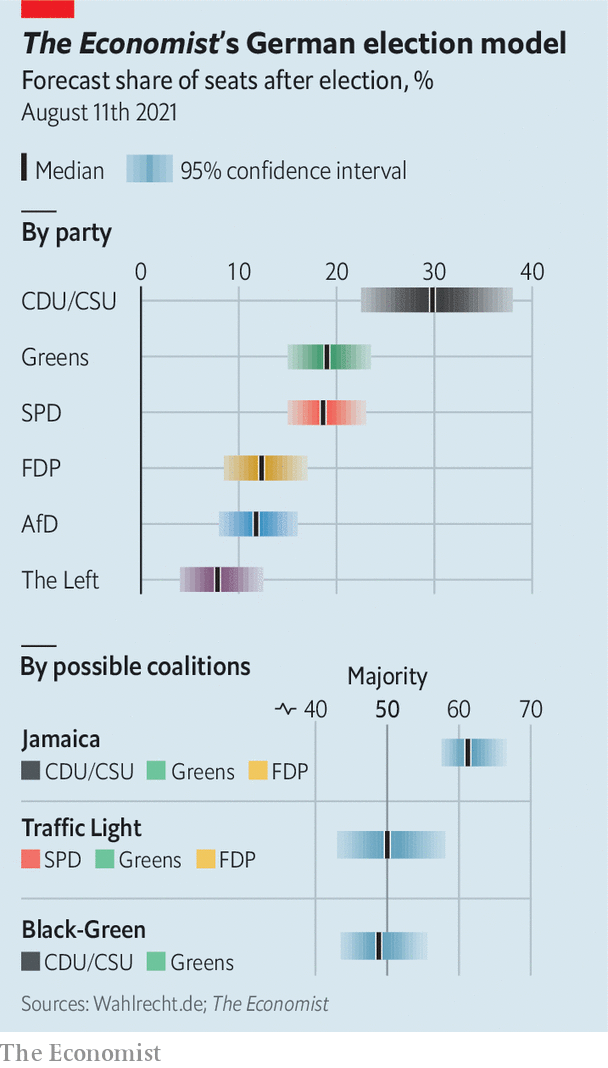 The Economist's German election model
Forecast share of seats after election, %
August 11th 2021
Median 95% confidence interval
By party
0 10 20 30 40
CDU/CSU
Greens
SPD
FDP
AfD
The Left
By possible coalitions
Majority
40 50 60 70
Jamaica
CDU/CSU Greens FDP
Traffic Light
SPD Greens FDP
Black-Green
CDU/CSU Greens
Sources: Wahlrecht.de; The Economist
The Economist